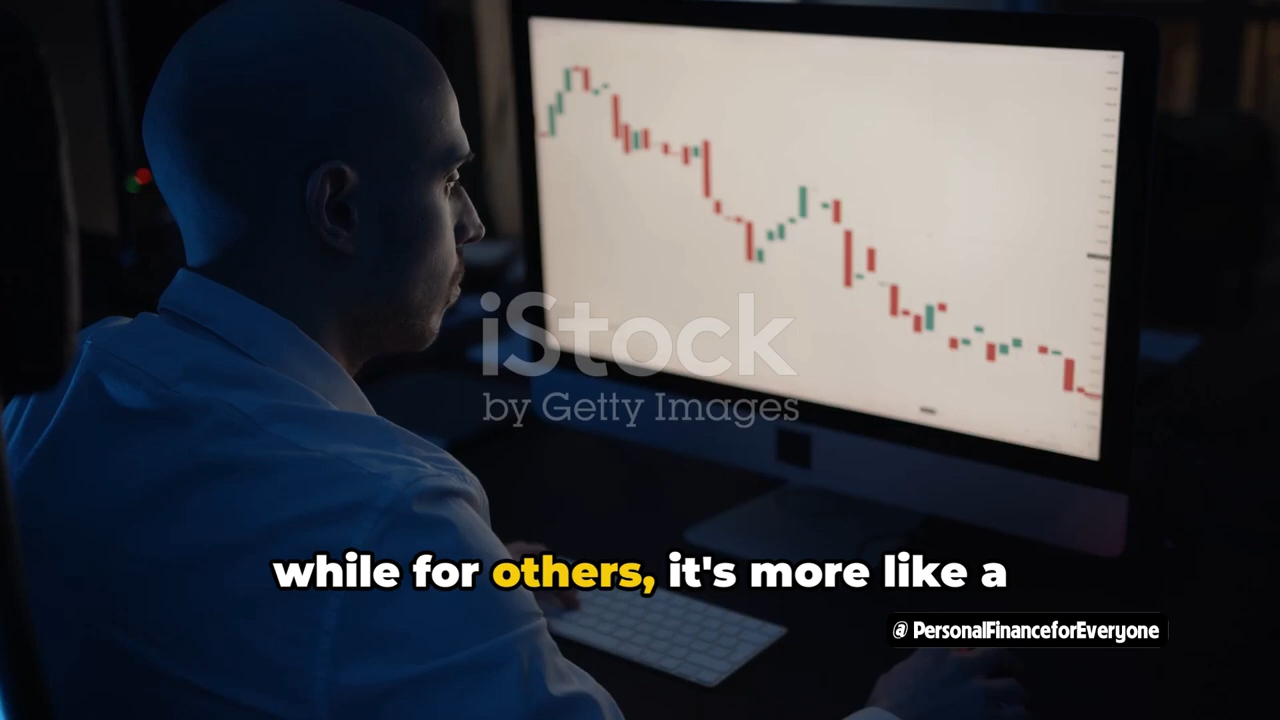 iStock
by Getty Images
while for others, it's more like a
@ PersonalFinanceforEveryone